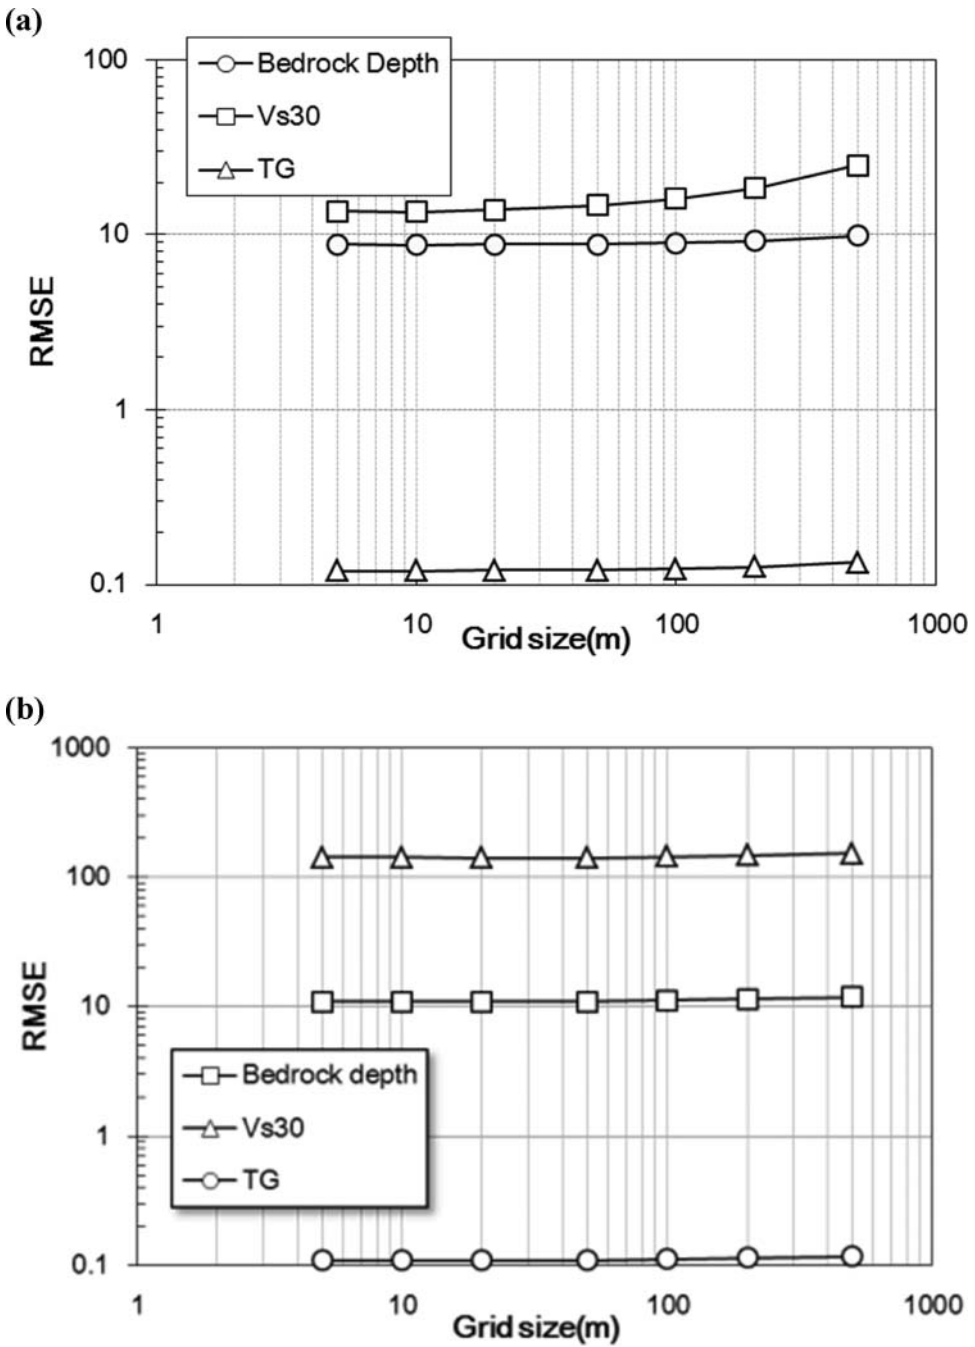 (a)
100
10
1
0.1
RMSE
Bedrock Depth
Vs30
TG
1
10
100
1000
Grid size(m)
(b)
1000
100
10
1
0.1
RMSE
Bedrock depth
Vs30
TG
1
10
100
1000
Grid size(m)